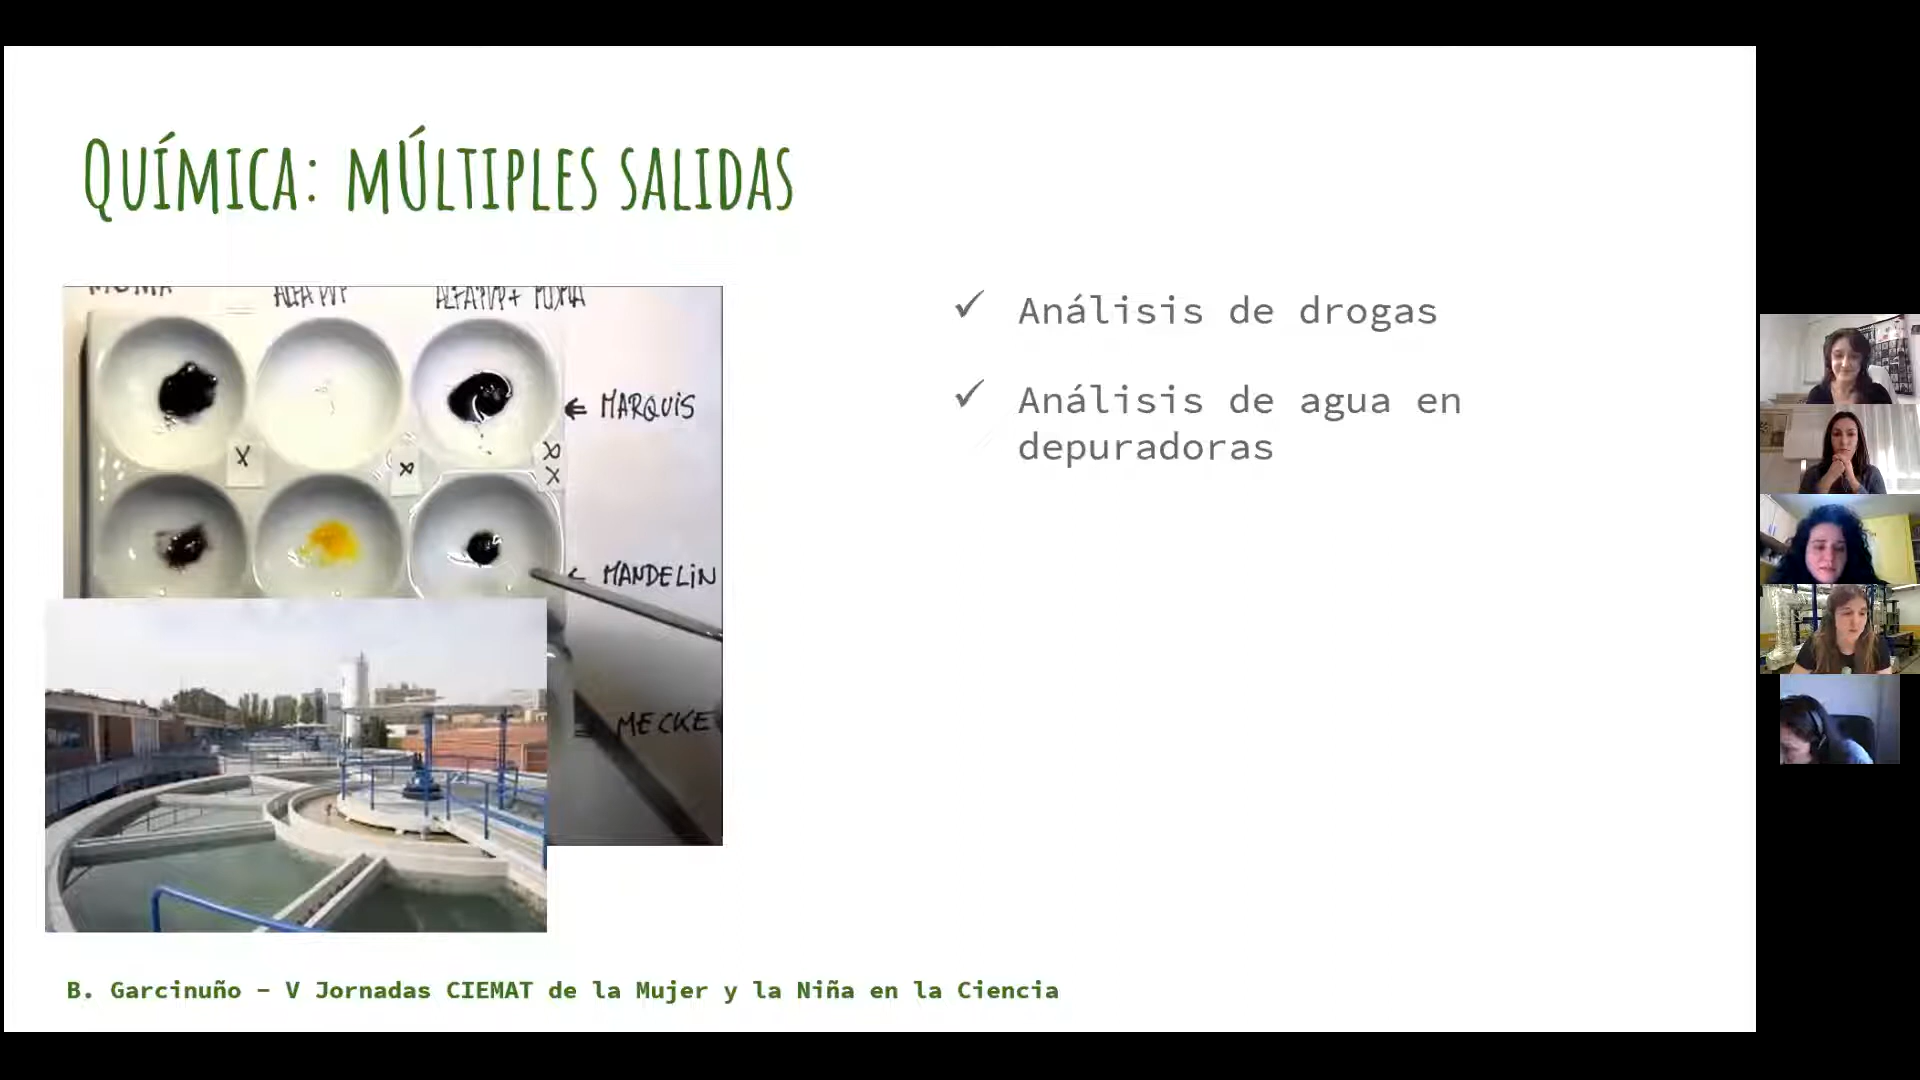 QUÍMICA: MÚLTIPLES SALIDAS
ALFA PVP
ALFA PVP + MDMA
← MARQUIS
X
X
X
X
← MANDELIN
MECKE
✓ Análisis de drogas
✓ Análisis de agua en
depuradoras
B. Garcinuño – V Jornadas CIEMAT de la Mujer y la Niña en la Ciencia